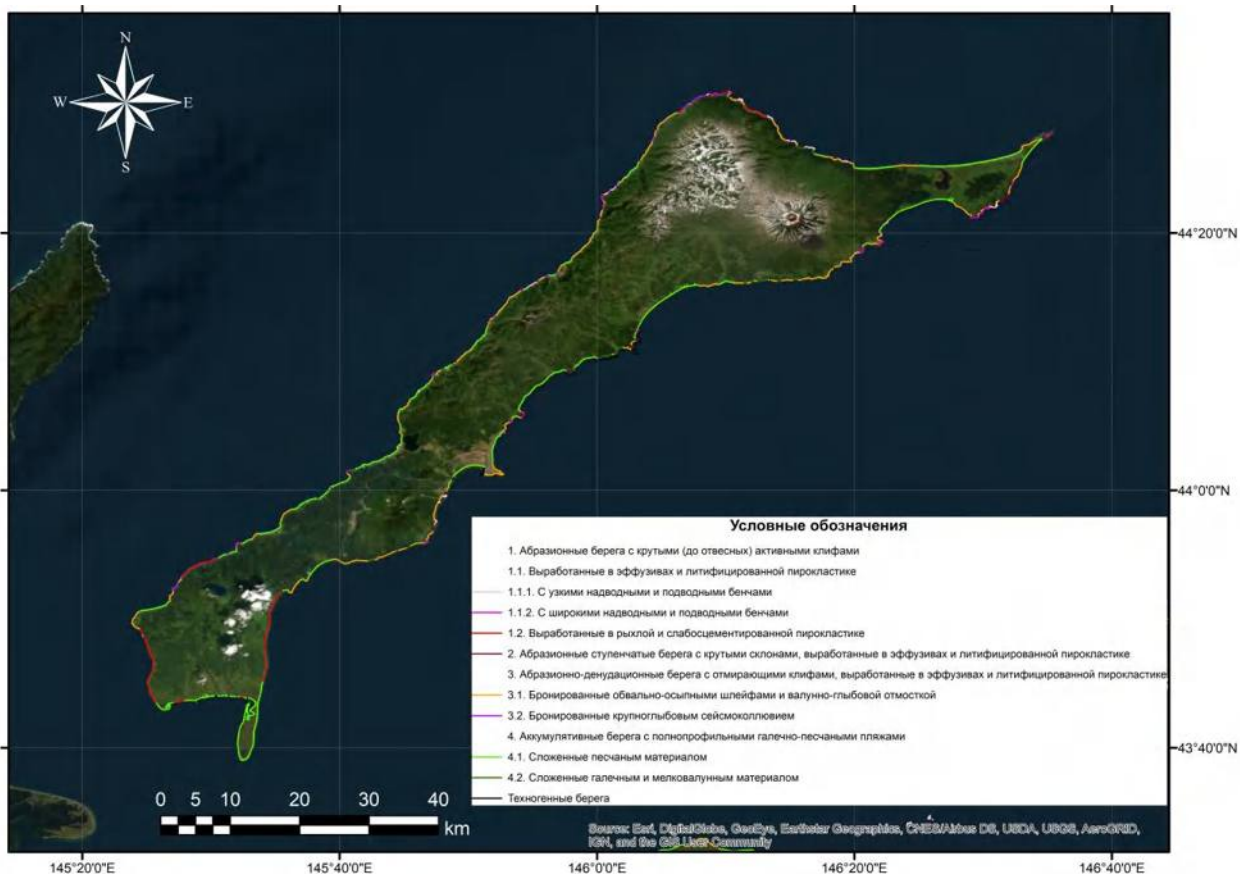 N
W
E
S
44°20'0"N
44°0'0"N
Условные обозначения
1. Абразионные берега с крутыми (до отвесных) активными клифами
1.1. Выработанные в эффузивах и литифицированной пирокластике
1.1.1. С узкими надводными и подводными бенчами
1.1.2. С широкими надводными и подводными бенчами
1.2. Выработанные в рыхлой и слабосцементированной пирокластике
2. Абразионные ступенчатые берега с крутыми склонами, выработанные в эффузивах и литифицированной пирокластике
3. Абразионно-денудационные берега с отмирающими клифами, выработанные в эффузивах и литифицированной пирокластике
3.1. Бронированные обвально-осыпными шлейфами и валунно-глыбовой отмосткой
3.2. Бронированные крупноглыбовым сейсмоколлювием
4. Аккумулятивные берега с полнопрофильными галечно-песчаными пляжами
4.1. Сложенные песчаным материалом
4.2. Сложенные галечным и мелковалунным материалом
Техногенные берега
43°40'0"N
0 5 10 20 30 40
km
Source: Esri, DigitalGlobe, GeoEye, Earthstar Geographics, CNES/Airbus DS, USDA, USGS, AeroGRID,
IGN, and the GIS User Community
145°20'0"E 145°40'0"E 146°0'0"E 146°20'0"E 146°40'0"E